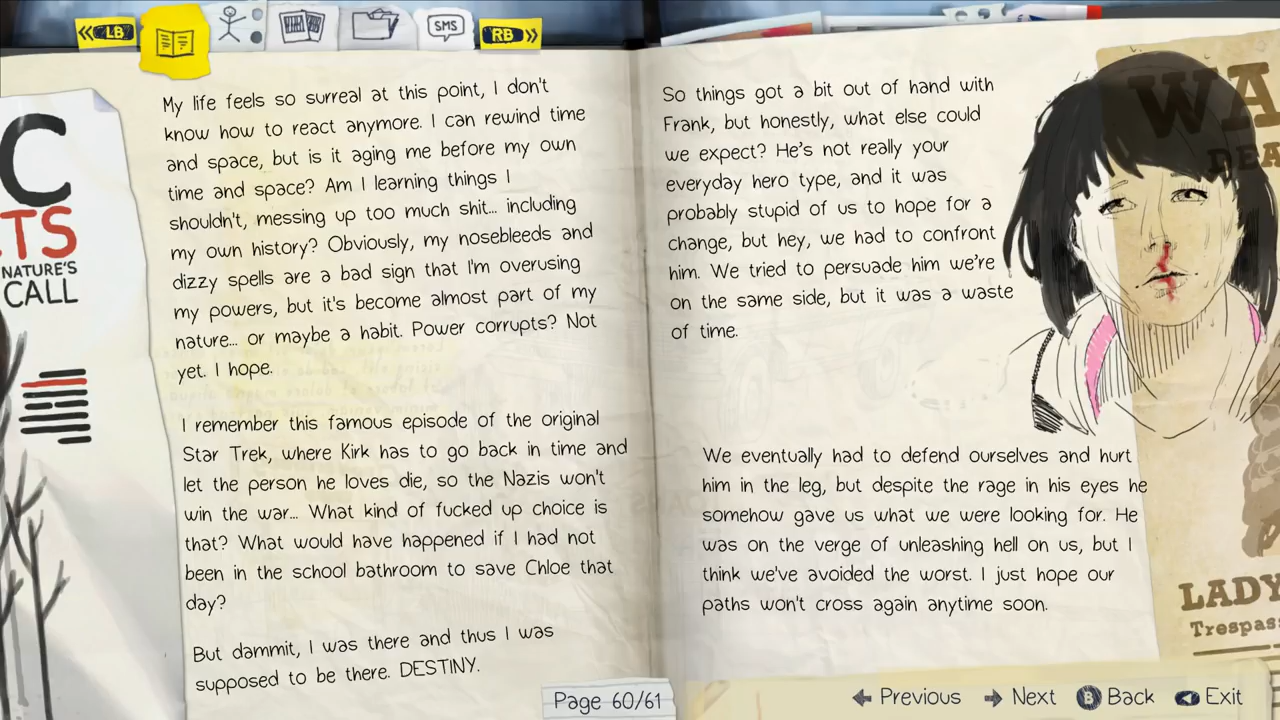 LB
SMS
RB
C
TS
NATURE'S
CALL
My life feels so surreal at this point, I don't
know how to react anymore. I can rewind time
and space, but is it aging me before my own
time and space? Am I learning things I
shouldn't, messing up too much shit... including
my own history? Obviously, my nosebleeds and
dizzy spells are a bad sign that I'm overusing
my powers, but it's become almost part of my
nature... or maybe a habit. Power corrupts? Not
yet. I hope.
I remember this famous episode of the original
Star Trek, where Kirk has to go back in time and
let the person he loves die, so the Nazis won't
win the war... What kind of fucked up choice is
that? What would have happened if I had not
been in the school bathroom to save Chloe that
day?
But dammit, I was there and thus I was
supposed to be there. DESTINY.
So things got a bit out of hand with
Frank, but honestly, what else could
we expect? He's not really your
everyday hero type, and it was
probably stupid of us to hope for a
change, but hey, we had to confront
him. We tried to persuade him we're
on the same side, but it was a waste
of time.
We eventually had to defend ourselves and hurt
him in the leg, but despite the rage in his eyes he
somehow gave us what we were looking for. He
was on the verge of unleashing hell on us, but I
think we've avoided the worst. I just hope our
paths won't cross again anytime soon.
WA
DEA
LADY
Trespas
Page 60/61
Previous
Next
B Back
Exit